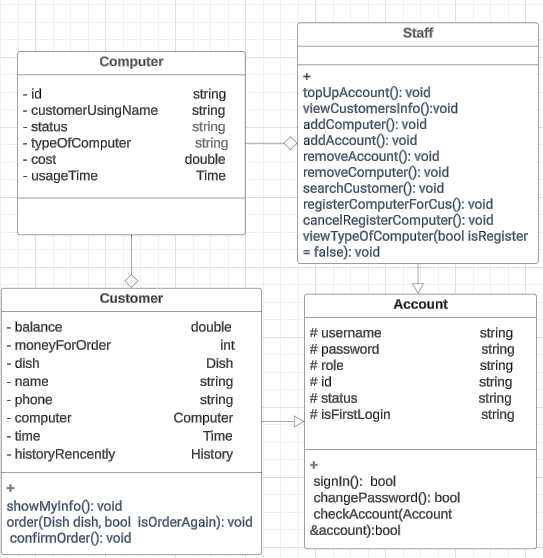 Computer
- id string
- customerUsingName string
- status string
- typeOfComputer string
- cost double
- usageTime Time
Staff
+
topUpAccount(): void
viewCustomersInfo():void
addComputer(): void
addAccount(): void
removeAccount(): void
removeComputer(): void
searchCustomer(): void
registerComputerForCus(): void
cancelRegisterComputer(): void
viewTypeOfComputer(bool isRegister
= false): void
Customer
- balance double
- moneyForOrder int
- dish Dish
- name string
- phone string
- computer Computer
- time Time
- historyRencently History
+
showMyInfo(): void
order(Dish dish, bool isOrderAgain): void
confirmOrder(): void
Account
# username string
# password string
# role string
# id string
# status string
# isFirstLogin string
+
signIn(): bool
changePassword(): bool
checkAccount(Account
&account):bool